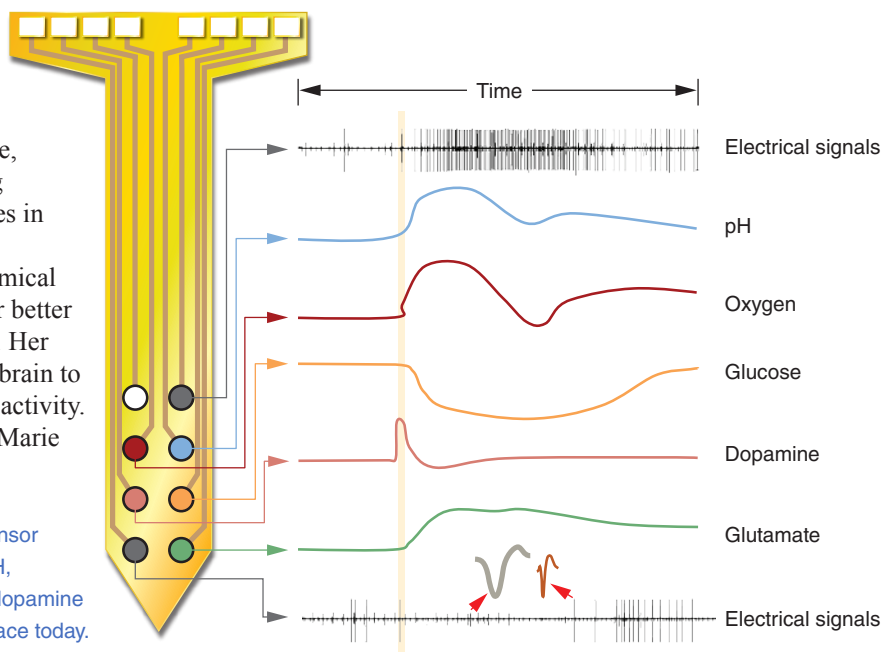 e,
g
es in
mical
r better
. Her
brain to
activity.
Marie
nsor
H,
dopamine
ace today.
Time
Electrical signals
pH
Oxygen
Glucose
Dopamine
Glutamate
Electrical signals